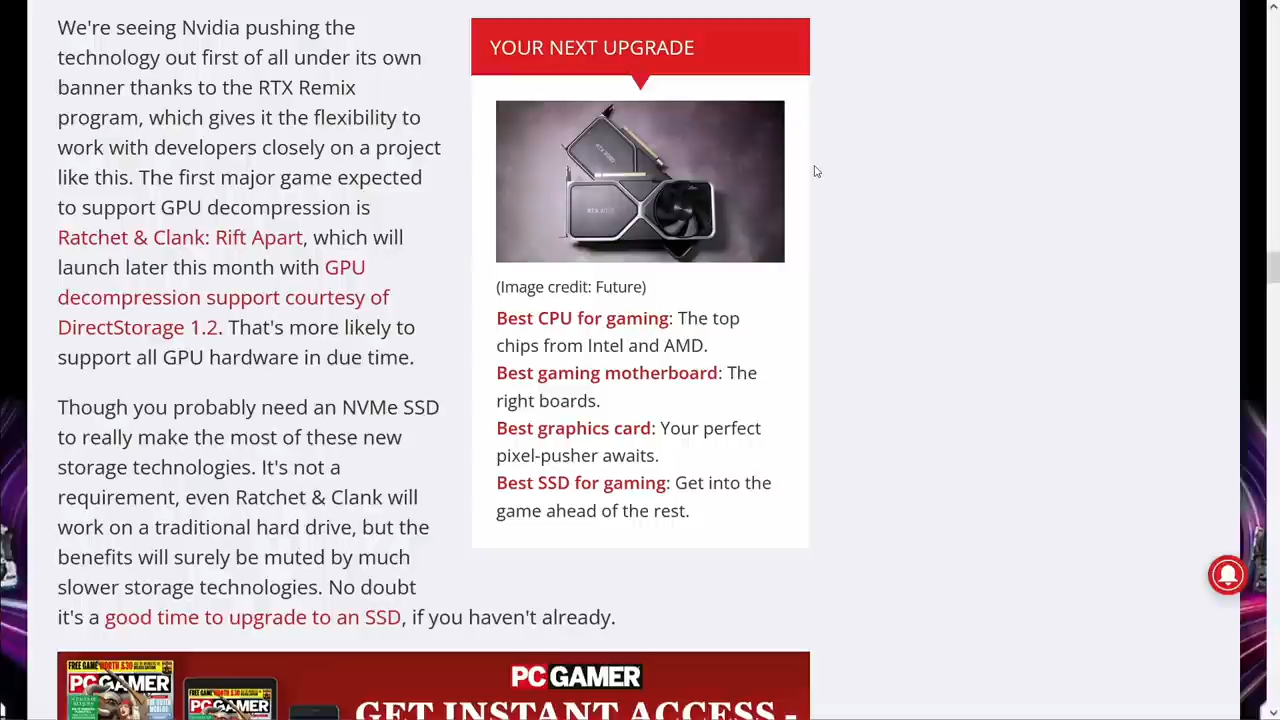 We're seeing Nvidia pushing the
technology out first of all under its own
banner thanks to the RTX Remix
program, which gives it the flexibility to
work with developers closely on a project
like this. The first major game expected
to support GPU decompression is
Ratchet & Clank: Rift Apart, which will
launch later this month with GPU
decompression support courtesy of
DirectStorage 1.2. That's more likely to
support all GPU hardware in due time.
Though you probably need an NVMe SSD
to really make the most of these new
storage technologies. It's not a
requirement, even Ratchet & Clank will
work on a traditional hard drive, but the
benefits will surely be muted by much
slower storage technologies. No doubt
it's a good time to upgrade to an SSD, if you haven't already.
YOUR NEXT UPGRADE
(Image credit: Future)
Best CPU for gaming: The top
chips from Intel and AMD.
Best gaming motherboard: The
right boards.
Best graphics card: Your perfect
pixel-pusher awaits.
Best SSD for gaming: Get into the
game ahead of the rest.
PC GAMER
PC GAMER
PC GAMER
GET INSTANT ACCESS -